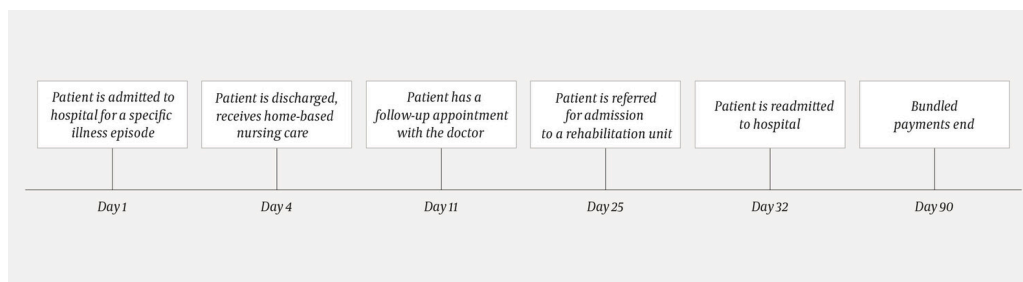 Patient is admitted to
hospital for a specific
illness episode
Patient is discharged,
receives home-based
nursing care
Patient has a
follow-up appointment
with the doctor
Patient is referred
for admission
to a rehabilitation unit
Patient is readmitted
to hospital
Bundled
payments end
Day 1
Day 4
Day 11
Day 25
Day 32
Day 90